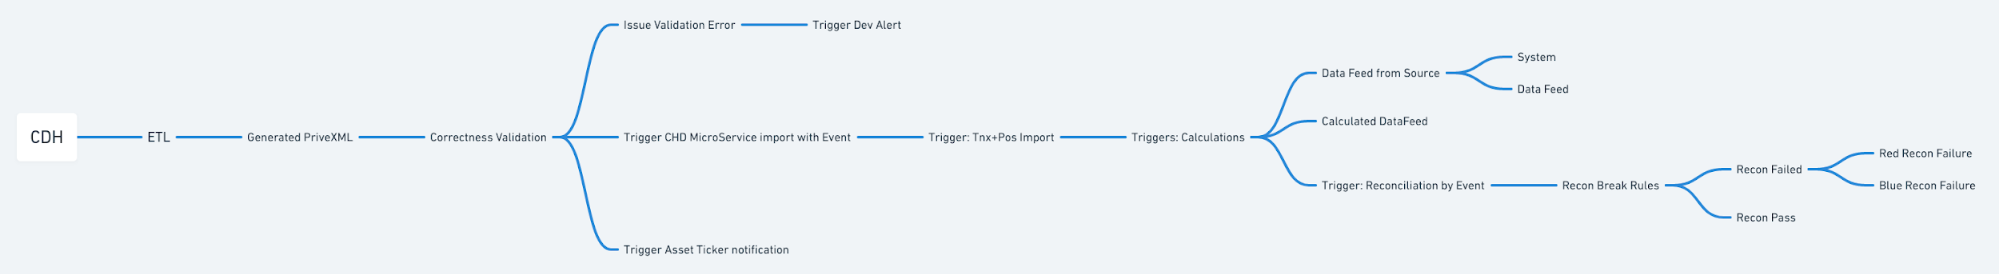 CDH
ETL
Generated PriveXML
Correctness Validation
Issue Validation Error
Trigger Dev Alert
Trigger CHD MicroService import with Event
Trigger: Tnx+Pos Import
Triggers: Calculations
Data Feed from Source
System
Data Feed
Calculated DataFeed
Trigger: Reconciliation by Event
Recon Break Rules
Recon Failed
Red Recon Failure
Blue Recon Failure
Recon Pass
Trigger Asset Ticker notification